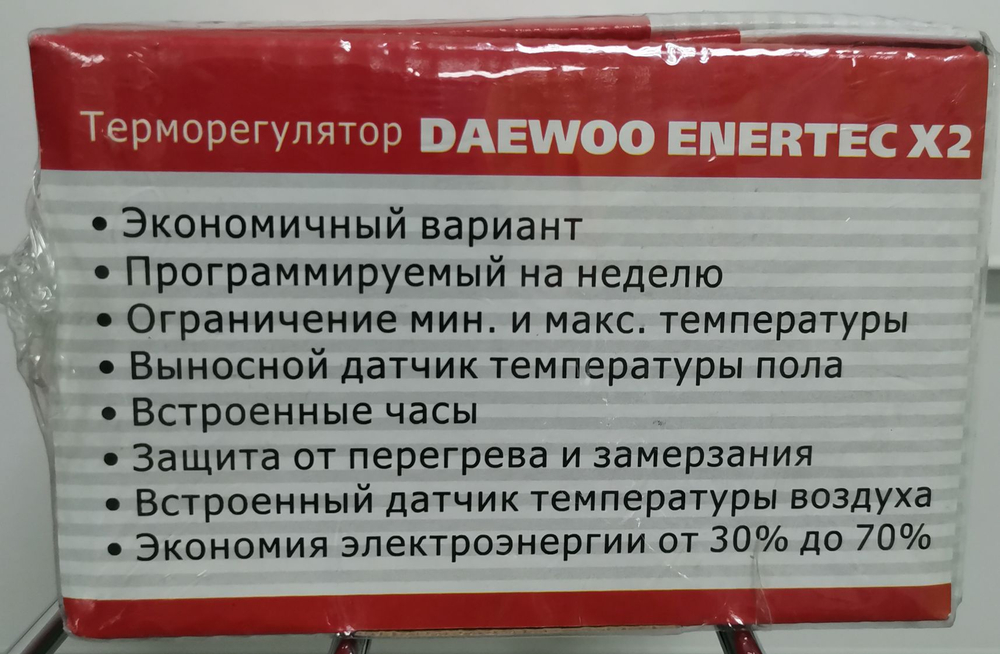 Терморегулятор DAEWOO ENERTEC X2
• Экономичный вариант
• Программируемый на неделю
• Ограничение мин. и макс. температуры
• Выносной датчик температуры пола
• Встроенные часы
• Защита от перегрева и замерзания
• Встроенный датчик температуры воздуха
• Экономия электроэнергии от 30% до 70%